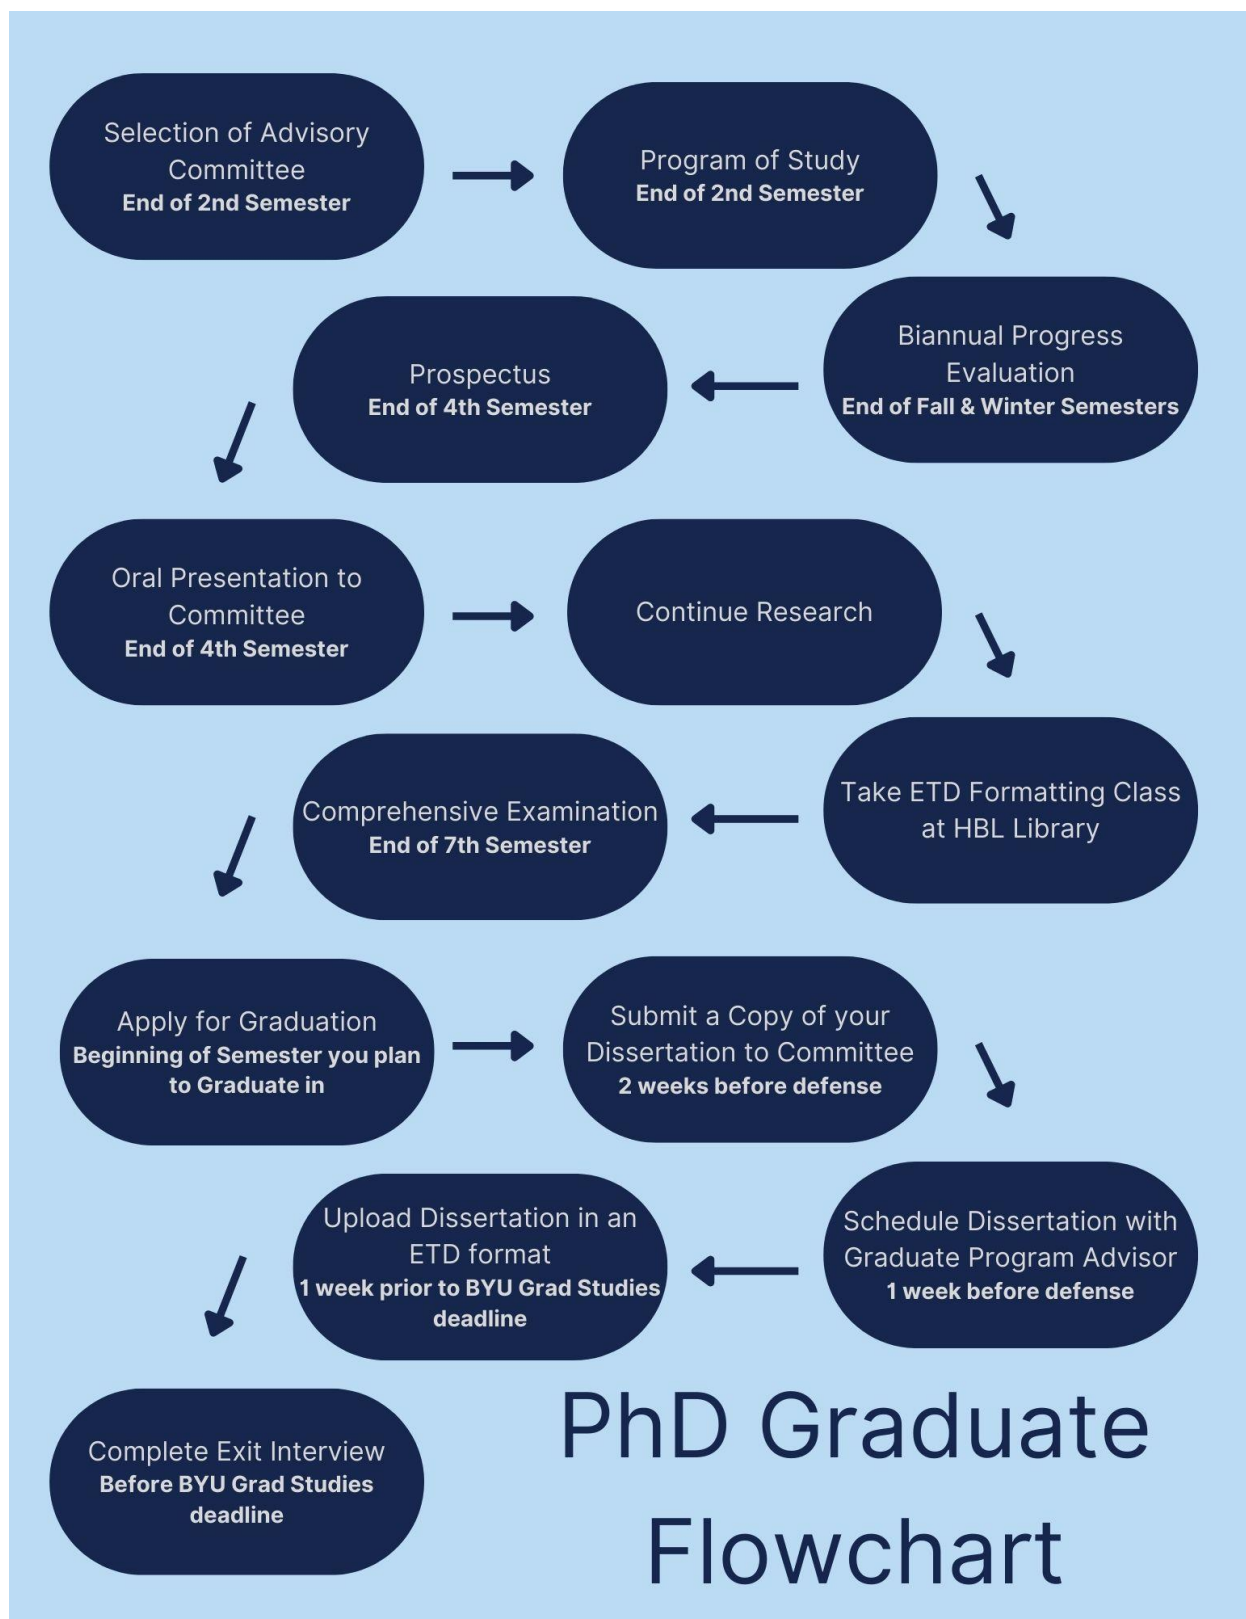 Selection of Advisory
Committee
End of 2nd Semester
Program of Study
End of 2nd Semester
Biannual Progress
Evaluation
End of Fall & Winter Semesters
Prospectus
End of 4th Semester
Oral Presentation to
Committee
End of 4th Semester
Continue Research
Take ETD Formatting Class
at HBL Library
Comprehensive Examination
End of 7th Semester
Apply for Graduation
Beginning of Semester you plan
to Graduate in
Submit a Copy of your
Dissertation to Committee
2 weeks before defense
Schedule Dissertation with
Graduate Program Advisor
1 week before defense
Upload Dissertation in an
ETD format
1 week prior to BYU Grad Studies
deadline
Complete Exit Interview
Before BYU Grad Studies
deadline
PhD Graduate
Flowchart